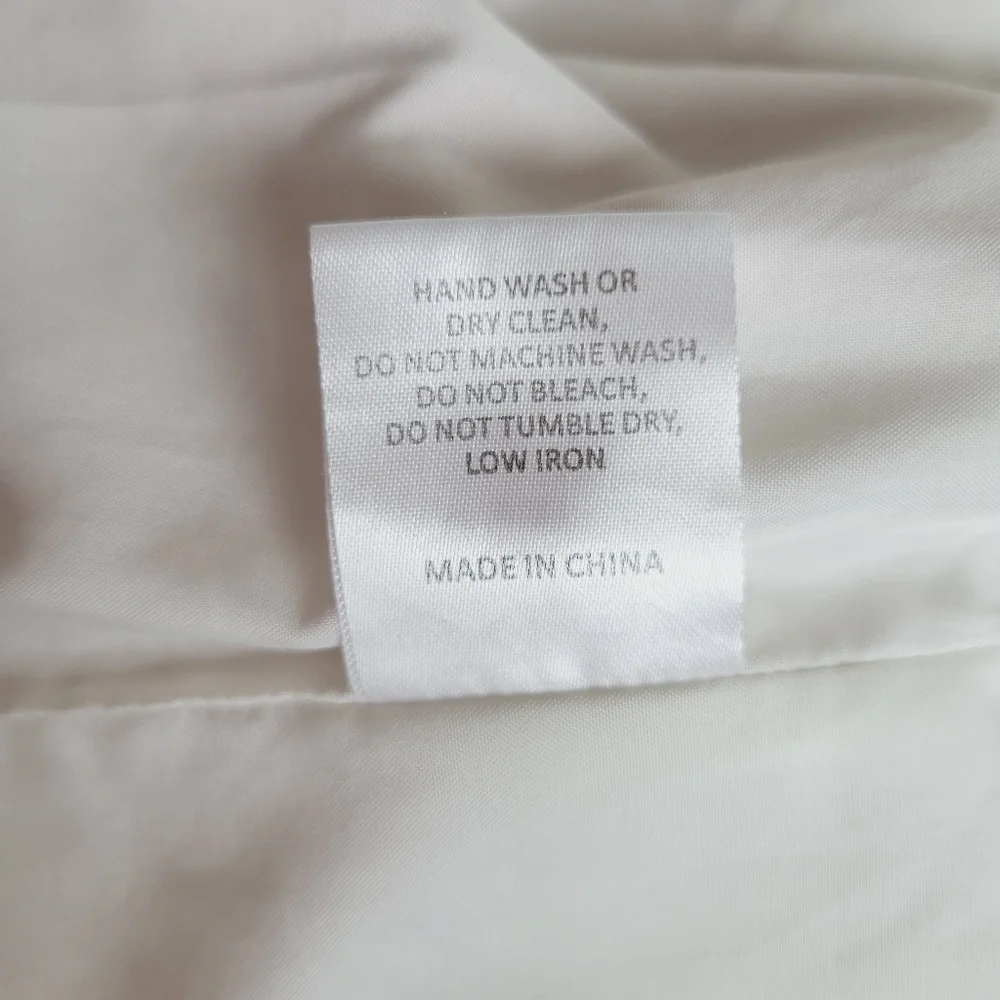 HAND WASH OR
DRY CLEAN,
DO NOT MACHINE WASH,
DO NOT BLEACH,
DO NOT TUMBLE DRY,
LOW IRON
MADE IN CHINA